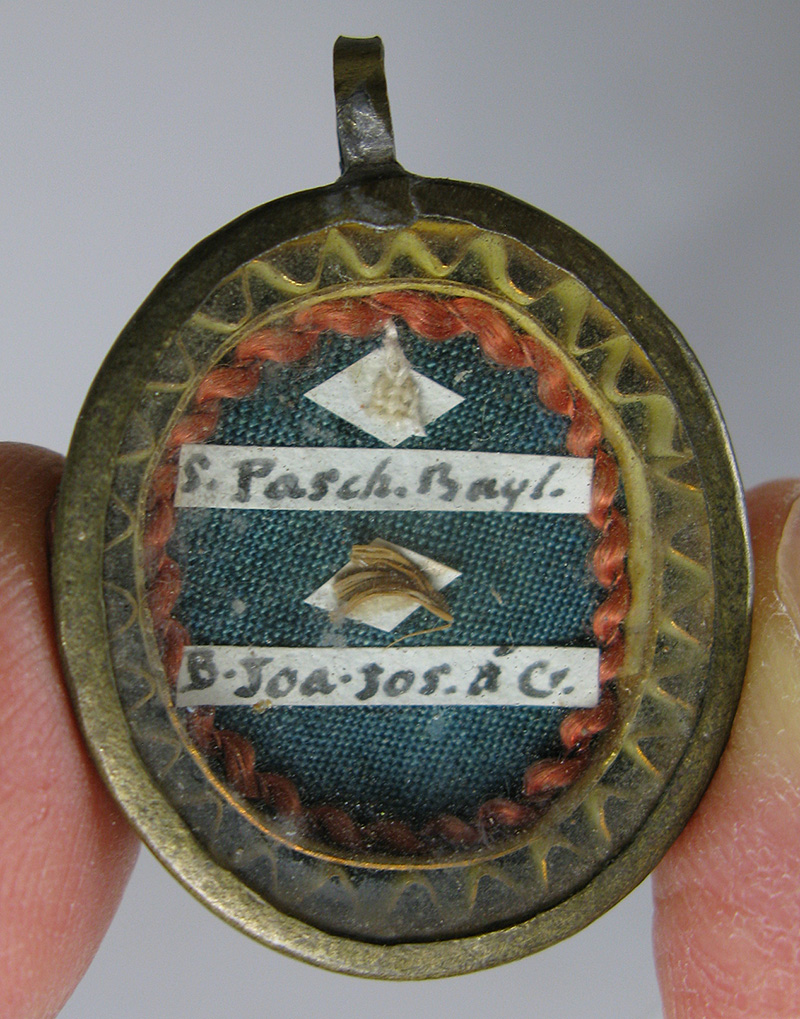 S. Pasch. Bayl.
B. Joa. Jos. à Cr.